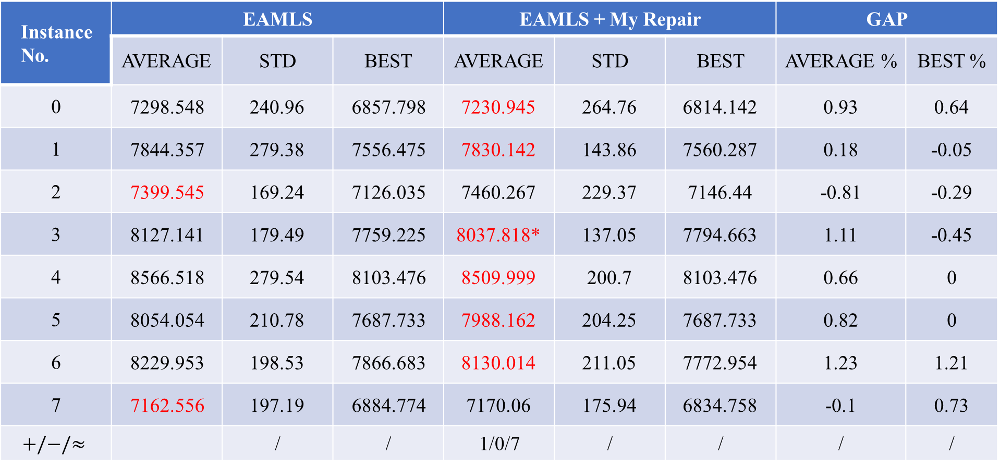 Instance No. EAMLS EAMLS + My Repair GAP
AVERAGE STD BEST AVERAGE STD BEST AVERAGE % BEST %
0 7298.548 240.96 6857.798 7230.945 264.76 6814.142 0.93 0.64
1 7844.357 279.38 7556.475 7830.142 143.86 7560.287 0.18 -0.05
2 7399.545 169.24 7126.035 7460.267 229.37 7146.44 -0.81 -0.29
3 8127.141 179.49 7759.225 8037.818* 137.05 7794.663 1.11 -0.45
4 8566.518 279.54 8103.476 8509.999 200.7 8103.476 0.66 0
5 8054.054 210.78 7687.733 7988.162 204.25 7687.733 0.82 0
6 8229.953 198.53 7866.683 8130.014 211.05 7772.954 1.23 1.21
7 7162.556 197.19 6884.774 7170.06 175.94 6834.758 -0.1 0.73
+/−/≈ / / 1/0/7 / / / /